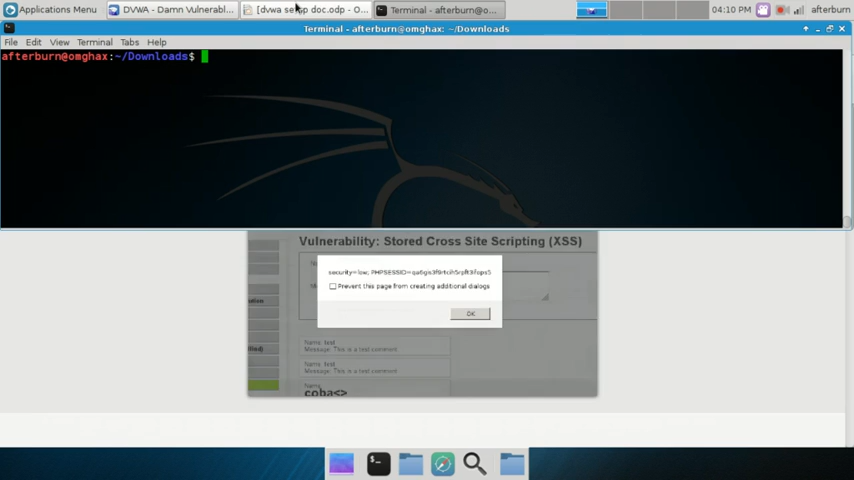 Applications Menu
DVWA - Damn Vulnerabl...
[dvwa setup doc.odp - O...
Terminal - afterburn@o...
04:10 PM
afterburn
Terminal - afterburn@omghax: ~/Downloads
File Edit View Terminal Tabs Help
afterburn@omghax:~/Downloads$
Vulnerability: Stored Cross Site Scripting (XSS)
Prevent this page from creating additional dialogs
OK
Name: test
Message: This is a test comment
Name: test
Message: This is a test comment
Name:
coba<>